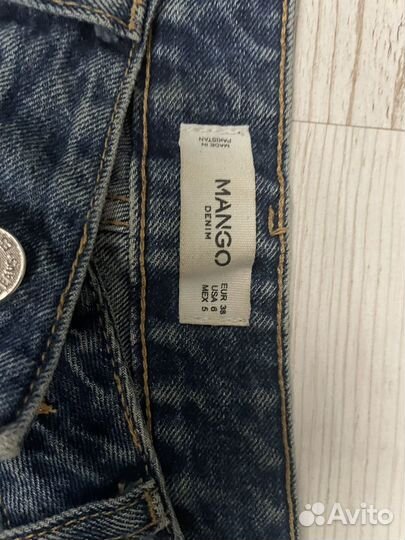 MADE IN
PAKISTAN
MANGO
DENIM
EUR 38
USA 6
MEX 5
Avito